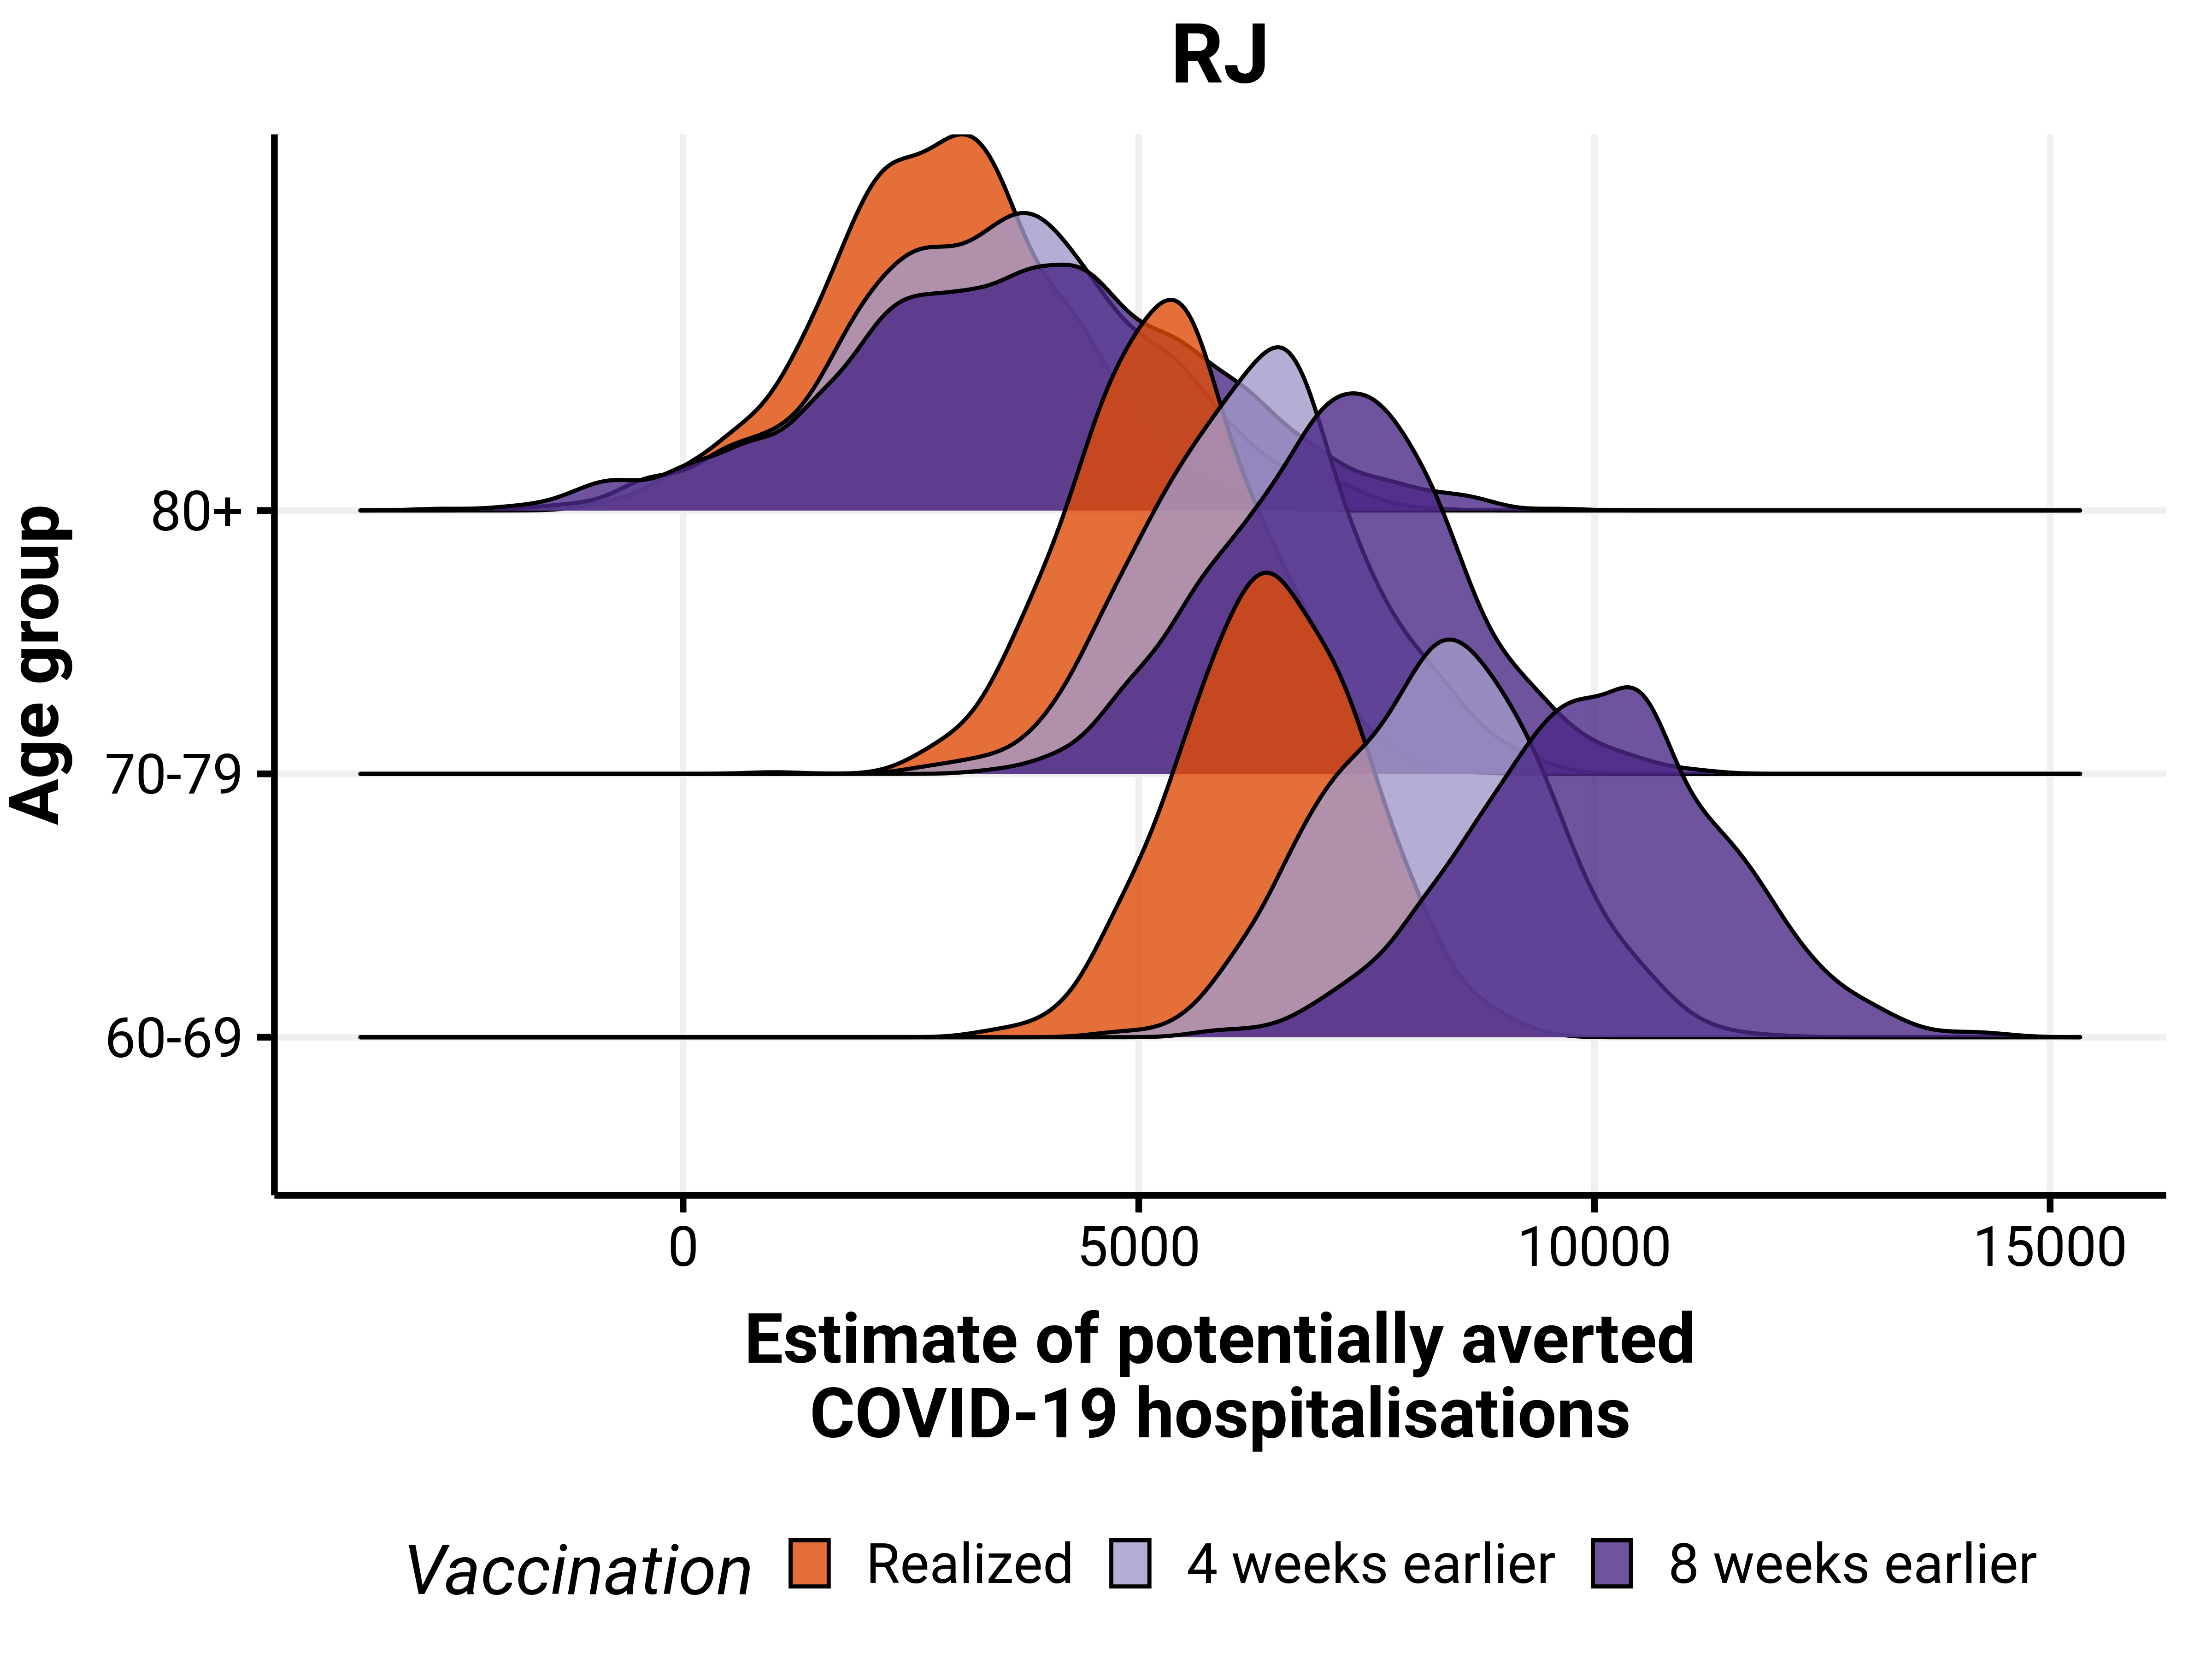 RJ
Age group
80+
70-79
60-69
0 5000 10000 15000
Estimate of potentially averted
COVID-19 hospitalisations
Vaccination Realized 4 weeks earlier 8 weeks earlier